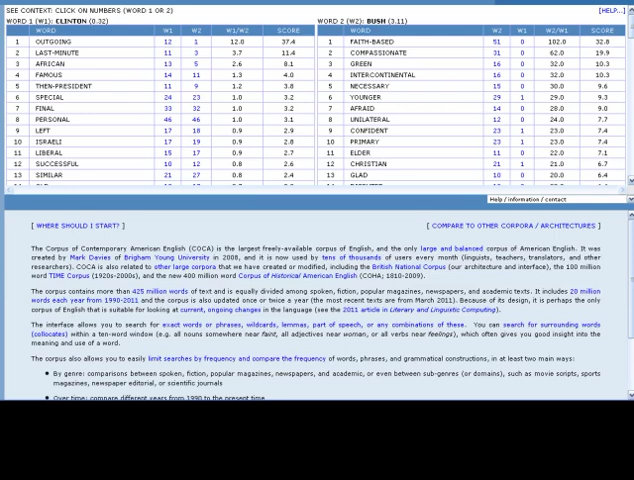 SEE CONTEXT: CLICK ON NUMBERS (WORD 1 OR 2) [HELP...]
WORD 1 (W1): CLINTON (0.32) WORD 2 (W2): BUSH (3.11)
WORD W1 W2 W1/W2 SCORE WORD W2 W1 W2/W1 SCORE
1 OUTGOING 12 1 12.0 37.4 1 FAITH-BASED 51 0 102.0 32.8
2 LAST-MINUTE 11 3 3.7 11.4 2 COMPASSIONATE 31 0 62.0 19.9
3 AFRICAN 13 5 2.6 8.1 3 GREEN 16 0 32.0 10.3
4 FAMOUS 14 11 1.3 4.0 4 INTERCONTINENTAL 16 0 32.0 10.3
5 THEN-PRESIDENT 11 9 1.2 3.8 5 NECESSARY 15 0 30.0 9.6
6 SPECIAL 24 23 1.0 3.2 6 YOUNGER 29 1 29.0 9.3
7 FINAL 33 32 1.0 3.2 7 AFRAID 14 0 28.0 9.0
8 PERSONAL 46 46 1.0 3.1 8 UNILATERAL 12 0 24.0 7.7
9 LEFT 17 18 0.9 2.9 9 CONFIDENT 23 1 23.0 7.4
10 ISRAELI 17 19 0.9 2.8 10 PRIMARY 23 1 23.0 7.4
11 LIBERAL 15 17 0.9 2.7 11 ELDER 11 0 22.0 7.1
12 SUCCESSFUL 10 12 0.8 2.6 12 CHRISTIAN 21 1 21.0 6.7
13 SIMILAR 21 27 0.8 2.4 13 GLAD 10 0 20.0 6.4
Help / information / contact
[ WHERE SHOULD I START? ] [ COMPARE TO OTHER CORPORA / ARCHITECTURES ]
The Corpus of Contemporary American English (COCA) is the largest freely-available corpus of English, and the only large and balanced corpus of American English. It was
created by Mark Davies of Brigham Young University in 2008, and it is now used by tens of thousands of users every month (linguists, teachers, translators, and other
researchers). COCA is also related to other large corpora that we have created or modified, including the British National Corpus (our architecture and interface), the 100 million
word TIME Corpus (1920s-2000s), and the new 400 million word Corpus of Historical American English (COHA; 1810-2009).
The corpus contains more than 425 million words of text and is equally divided among spoken, fiction, popular magazines, newspapers, and academic texts. It includes 20 million
words each year from 1990-2011 and the corpus is also updated once or twice a year (the most recent texts are from March 2011). Because of its design, it is perhaps the only
corpus of English that is suitable for looking at current, ongoing changes in the language (see the 2011 article in Literary and Linguistic Computing)
The interface allows you to search for exact words or phrases, wildcards, lemmas, part of speech, or any combinations of these. You can search for surrounding words
(collocates) within a ten-word window (e.g. all nouns somewhere near faint, all adjectives near woman, or all verbs near feelings), which often gives you good insight into the
meaning and use of a word.
The corpus also allows you to easily limit searches by frequency and compare the frequency of words, phrases, and grammatical constructions, in at least two main ways:
● By genre: comparisons between spoken, fiction, popular magazines, newspapers, and academic, or even between sub-genres (or domains), such as movie scripts, sports
magazines, newspaper editorial, or scientific journals
● Over time: compare different years from 1990 to the present time